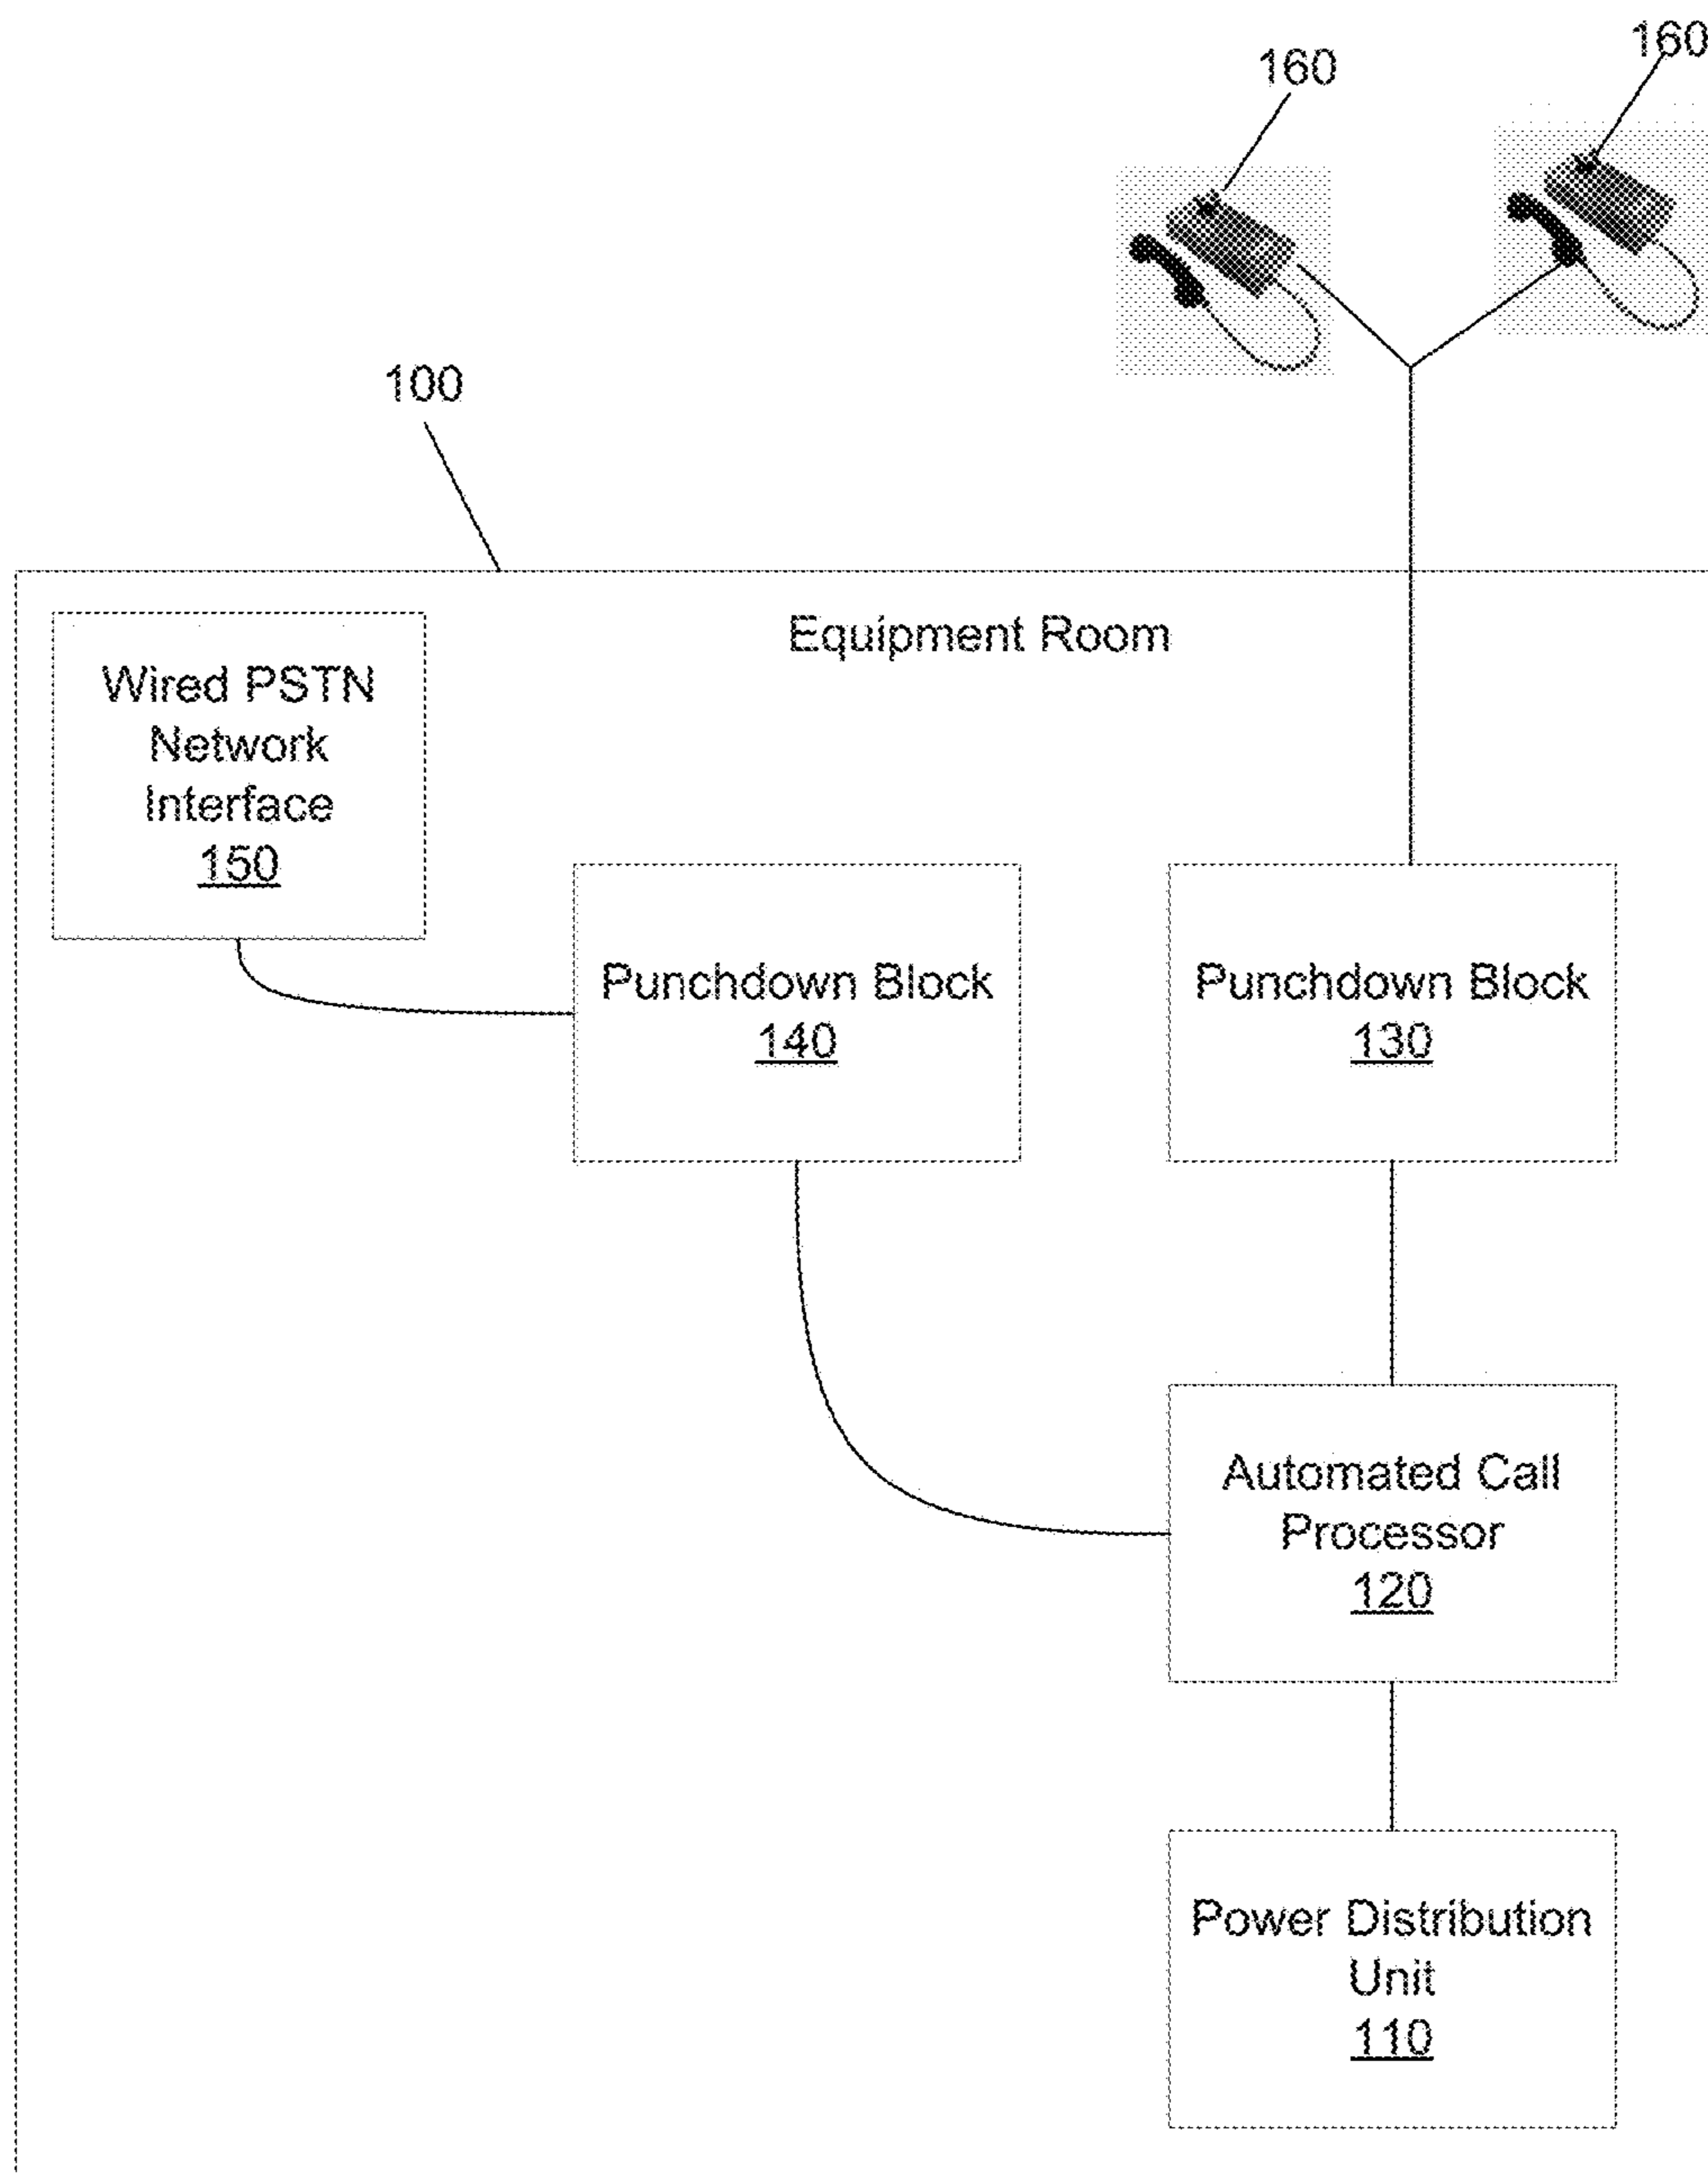 160
160
100
Equipment Room
Wired PSTN
Network
Interface
150
Punchdown Block
140
Punchdown Block
130
Automated Call
Processor
120
Power Distribution
Unit
110